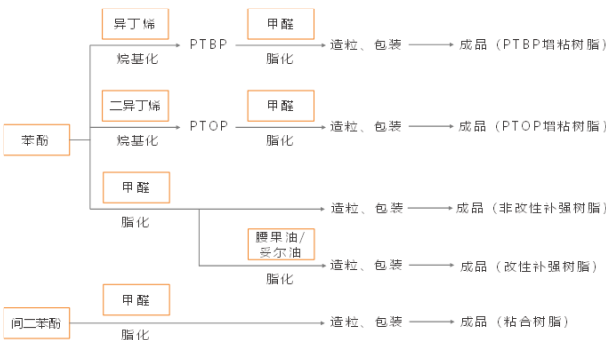 异丁烯
甲醛
烷基化
PTBP
脂化
造粒、包装
成品（PTBP增粘树脂）
二异丁烯
甲醛
烷基化
PTOP
脂化
造粒、包装
成品（PTOP增粘树脂）
苯酚
甲醛
脂化
造粒、包装
成品（非改性补强树脂）
腰果油/
妥尔油
脂化
造粒、包装
成品（改性补强树脂）
间二苯酚
甲醛
脂化
造粒、包装
成品（粘合树脂）